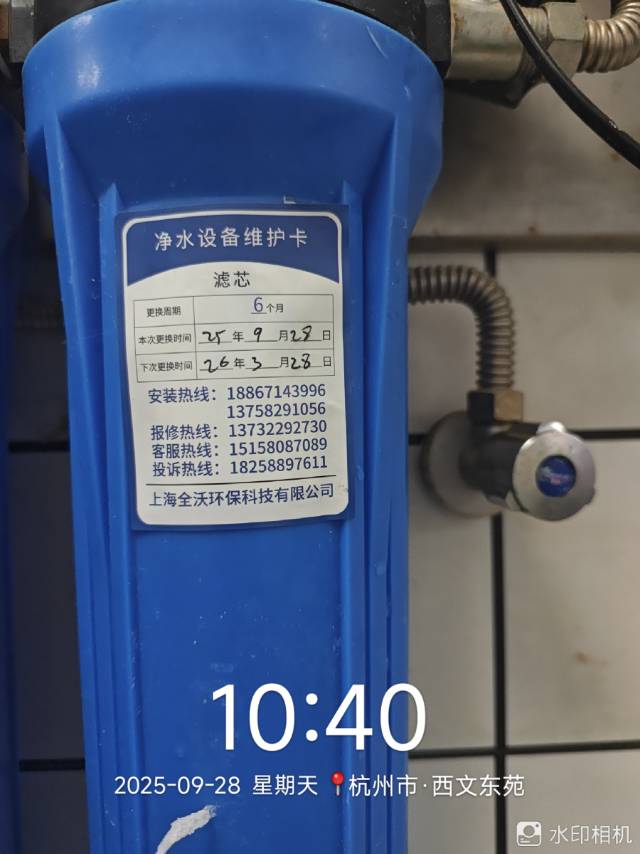 净水设备维护卡
滤芯
更换周期 6个月
本次更换时间 25年9月28日
下次更换时间 26年3月28日
安装热线：18867143996
13758291056
报修热线：13732292730
客服热线：15158087089
投诉热线：18258897611
上海全沃环保科技有限公司
10:40
2025-09-28 星期天 📍杭州市·西文东苑
水印相机